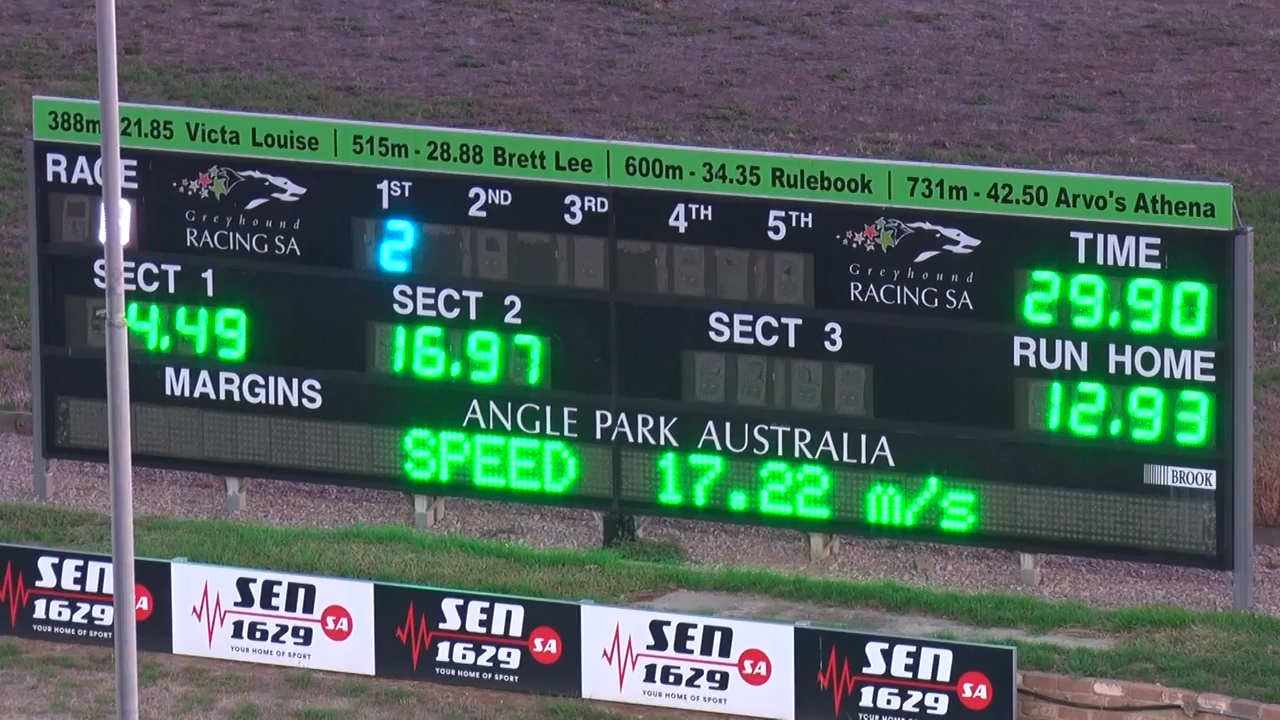 388m 21.85 Victa Louise | 515m - 28.88 Brett Lee | 600m - 34.35 Rulebook | 731m - 42.50 Arvo's Athena
RACE
Greyhound
RACING SA
1ST 2ND 3RD 4TH 5TH
2
Greyhound
RACING SA
TIME
29.90
SECT 1
4.49
SECT 2
16.97
SECT 3
RUN HOME
12.93
MARGINS
ANGLE PARK AUSTRALIA
SPEED 17.22 m/s
BROOK
SEN
1629
YOUR HOME OF SPORT
SEN
1629 SA
YOUR HOME OF SPORT
SEN
1629 SA
YOUR HOME OF SPORT
SEN
1629 SA
YOUR HOME OF SPORT
SEN
1629 SA
YOUR HOME OF SPORT